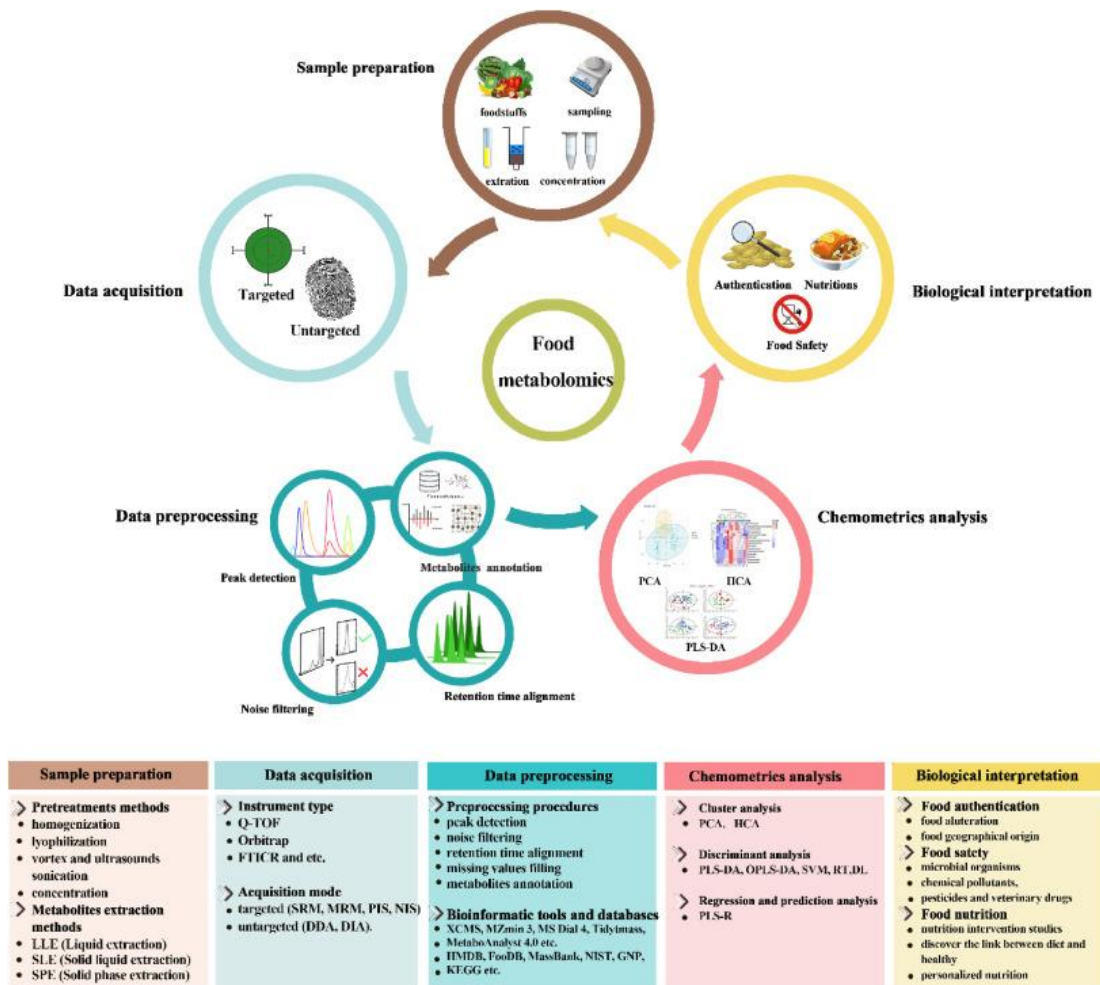 Sample preparation
foodstuffs
sampling
extration
concentration
Data acquisition
Targeted
Untargeted
Authentication
Nutritions
Food Safety
Biological interpretation
Food
metabolomics
Data preprocessing
Peak detection
Metabolites annotation
Noise filtering
Retention time alignment
PCA
HCA
PLS-DA
Chemometrics analysis
Sample preparation
Pretreatments methods
• homogenization
• lyophilization
• vortex and ultrasounds
sonication
• concentration
Metabolites extraction
methods
• LLE (Liquid extraction)
• SLE (Solid liquid extraction)
• SPE (Solid phase extraction)
Data acquisition
Instrument type
• Q-TOF
• Orbitrap
• FTICR and etc.
Acquisition mode
• targeted (SRM, MRM, PIS, NIS)
• untargeted (DDA, DIA).
Data preprocessing
Preprocessing procedures
• peak detection
• noise filtering
• retention time alignment
• missing values filling
• metabolites annotation
Bioinformatic tools and databases
• XCMS, MZmin 3, MS Dial 4, Tidytmass,
• MetaboAnalyst 4.0 etc.
• HMDB, FooDB, MassBank, NIST, GNP,
• KEGG etc.
Chemometrics analysis
Cluster analysis
• PCA, HCA
Discriminant analysis
• PLS-DA, OPLS-DA, SVM, RT,DL
Regression and prediction analysis
• PLS-R
Biological interpretation
Food authentication
• food aluteration
• food geographical origin
Food safety
• microbial organisms
• chemical pollutants,
• pesticides and veterinary drugs
Food nutrition
• nutrition intervention studies
• discover the link between diet and
healthy
• personalized nutrition